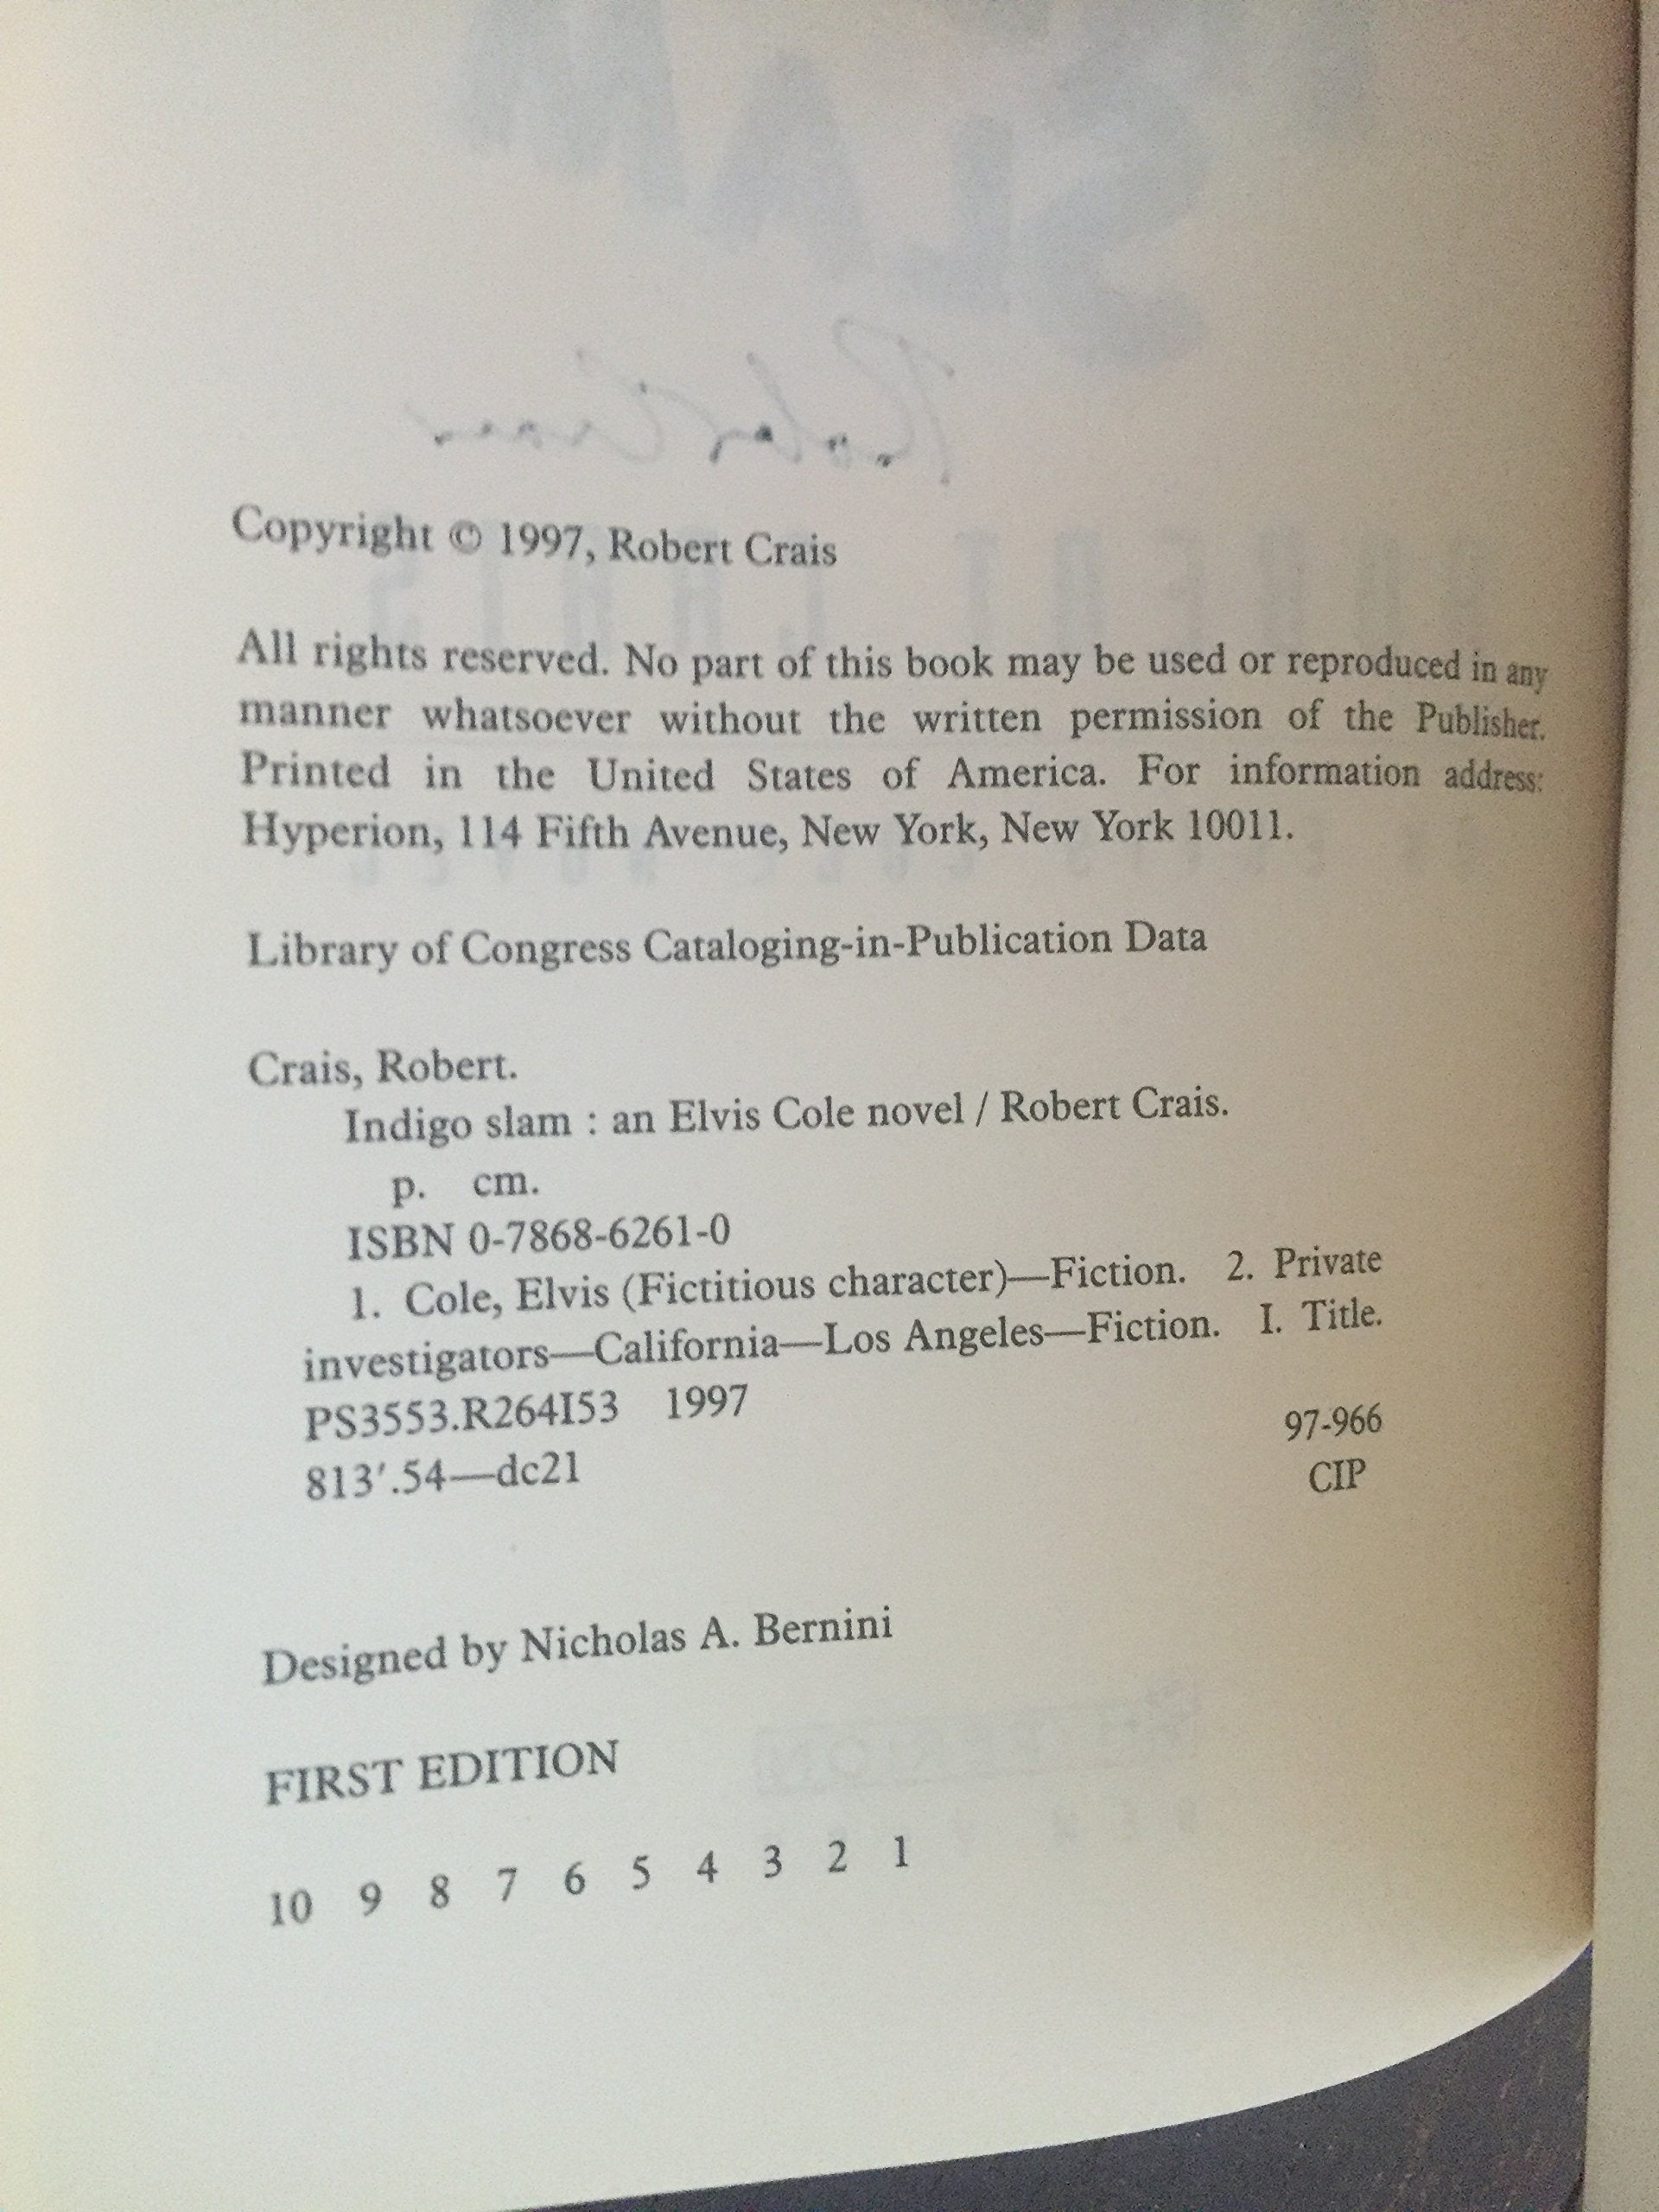 Copyright © 1997, Robert Crais
All rights reserved. No part of this book may be used or reproduced in any
manner whatsoever without the written permission of the Publisher.
Printed in the United States of America. For information address:
Hyperion, 114 Fifth Avenue, New York, New York 10011.
Library of Congress Cataloging-in-Publication Data
Crais, Robert.
Indigo slam : an Elvis Cole novel / Robert Crais.
p. cm.
ISBN 0-7868-6261-0
1. Cole, Elvis (Fictitious character)—Fiction. 2. Private
investigators—California—Los Angeles—Fiction. I. Title.
PS3553.R264I53 1997
97-966
813′.54—dc21
CIP
Designed by Nicholas A. Bernini
FIRST EDITION
10 9 8 7 6 5 4 3 2 1